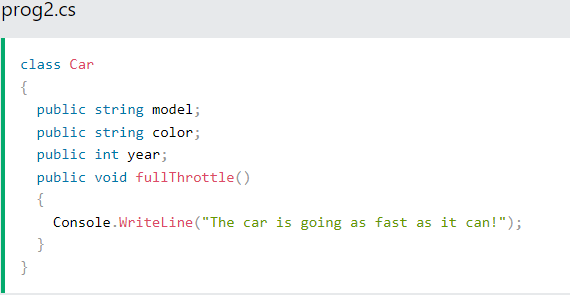 prog2.cs
class Car
{
  public string model;
  public string color;
  public int year;
  public void fullThrottle()
  {
    Console.WriteLine("The car is going as fast as it can!");
  }
}